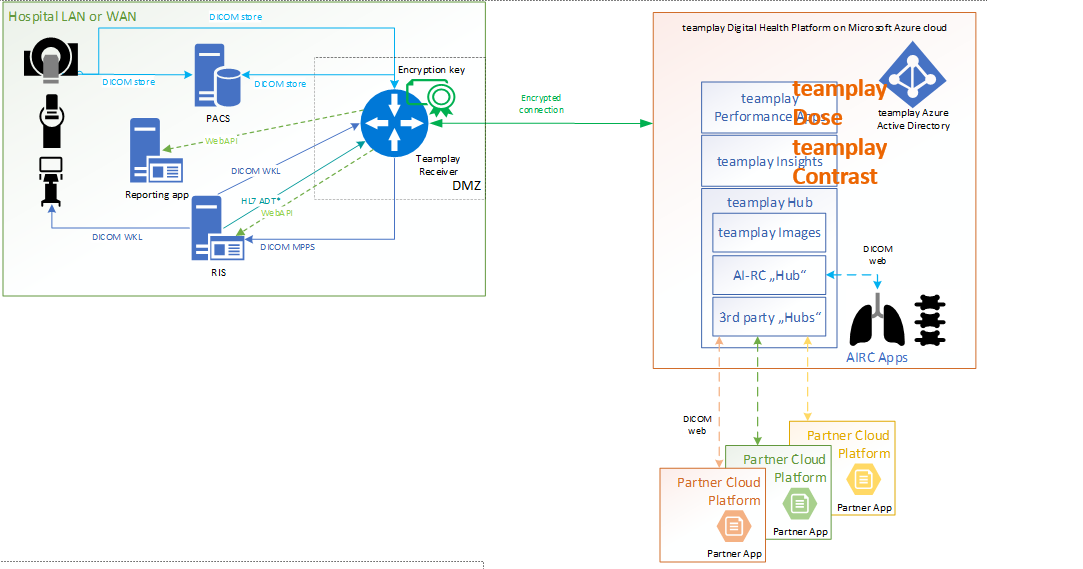 Hospital LAN or WAN
DICOM store
DICOM store
DICOM store
PACS
Encryption key
WebAPI
Reporting app
DICOM WKL
Teamplay
Receiver
DMZ
HL7 ADT*
WebAPI
DICOM WKL
DICOM MPPS
RIS
Encrypted
connection
teamplay Digital Health Platform on Microsoft Azure cloud
teamplay
Performance Apps
teamplay
Dose
teamplay
Contrast
teamplay Azure
Active Directory
teamplay Insights
teamplay Hub
teamplay Images
AI-RC „Hub“
3rd party „Hubs“
DICOM
web
AIRC Apps
DICOM
web
Partner Cloud
Platform
Partner App
Partner Cloud
Platform
Partner App
Partner Cloud
Platform
Partner App